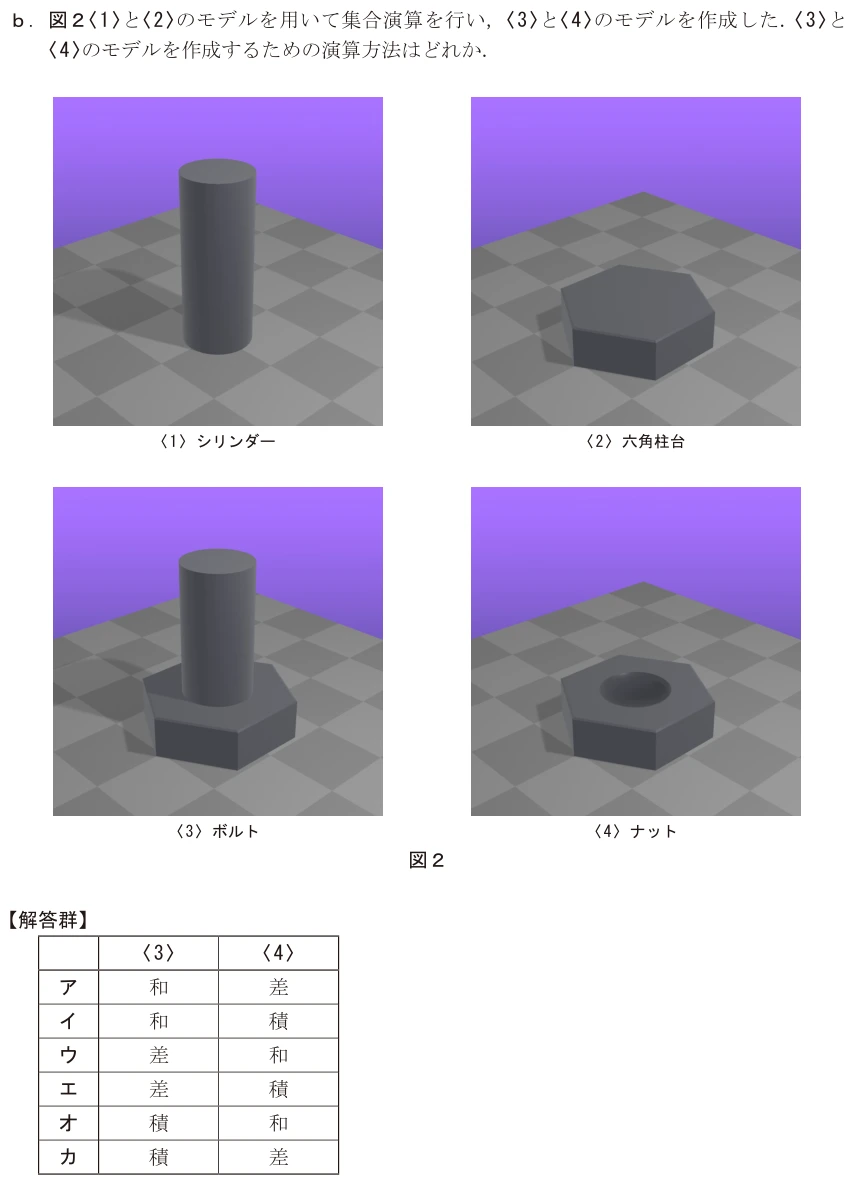 b．図2〈1〉と〈2〉のモデルを用いて集合演算を行い，〈3〉と〈4〉のモデルを作成した．〈3〉と
〈4〉のモデルを作成するための演算方法はどれか．
〈1〉 シリンダー
〈2〉 六角柱台
〈3〉 ボルト
〈4〉 ナット
図2
【解答群】
〈3〉 〈4〉
ア 和 差
イ 和 積
ウ 差 和
エ 差 積
オ 積 和
カ 積 差